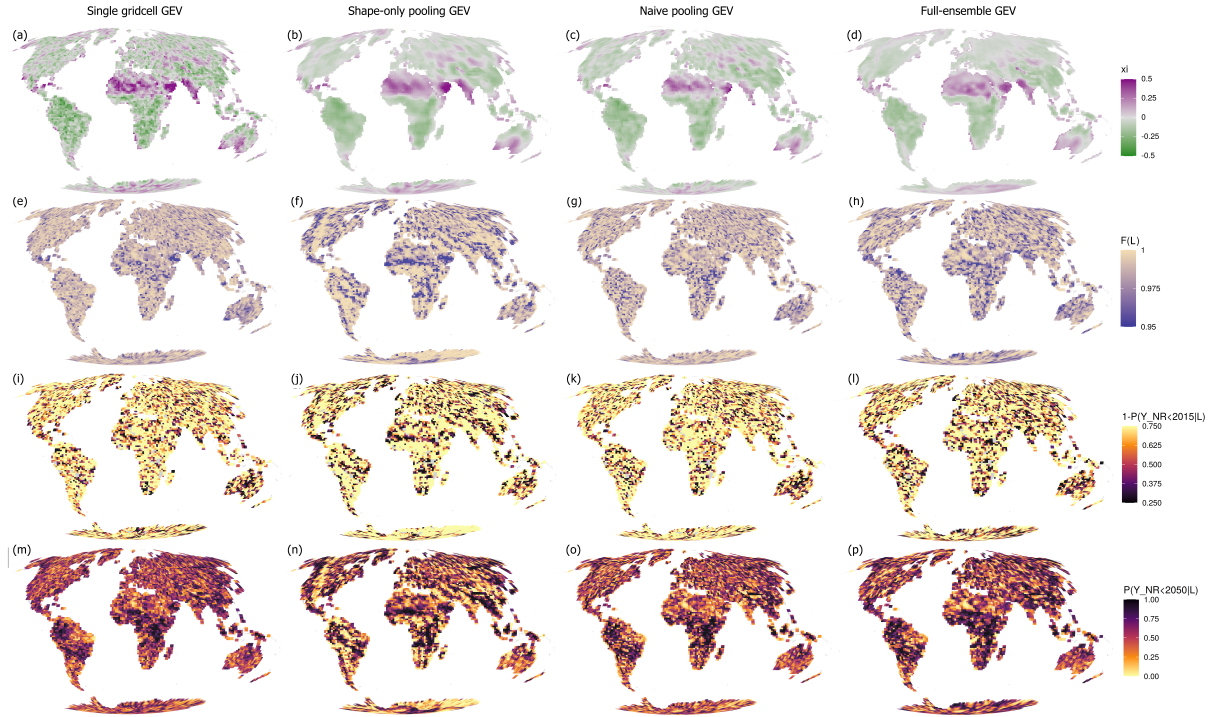 Single gridcell GEV
Shape-only pooling GEV
Naive pooling GEV
Full-ensemble GEV
(a)
(b)
(c)
(d)
xi
0.5
0.25
0
-0.25
-0.5
(e)
(f)
(g)
(h)
F(L)
1
0.975
0.95
(i)
(j)
(k)
(l)
1-P(Y_NR<2015|L)
0.750
0.625
0.500
0.375
0.250
(m)
(n)
(o)
(p)
P(Y_NR<2050|L)
1.00
0.75
0.50
0.25
0.00